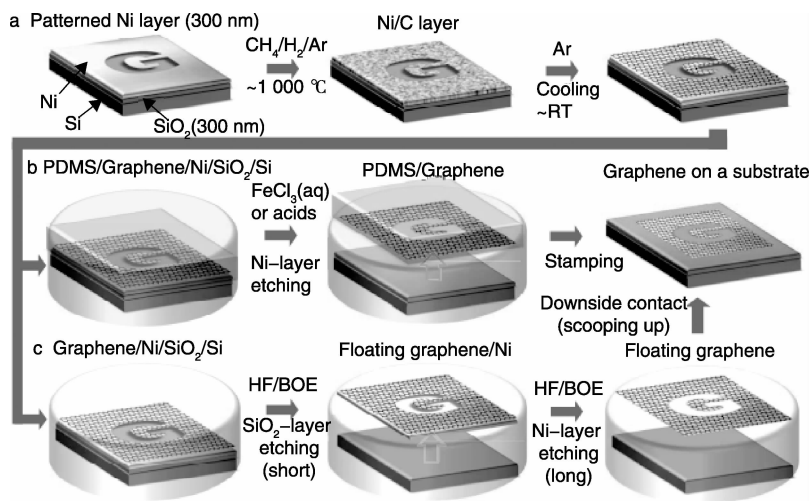 a Patterned Ni layer (300 nm)
CH₄/H₂/Ar
~1 000 ℃
Ni/C layer
Ar
Cooling
~RT
Ni
Si
SiO₂(300 nm)
b PDMS/Graphene/Ni/SiO₂/Si
FeCl₃(aq)
or acids
Ni–layer
etching
PDMS/Graphene
Stamping
Graphene on a substrate
Downside contact
(scooping up)
c Graphene/Ni/SiO₂/Si
HF/BOE
SiO₂–layer
etching
(short)
Floating graphene/Ni
HF/BOE
Ni–layer
etching
(long)
Floating graphene